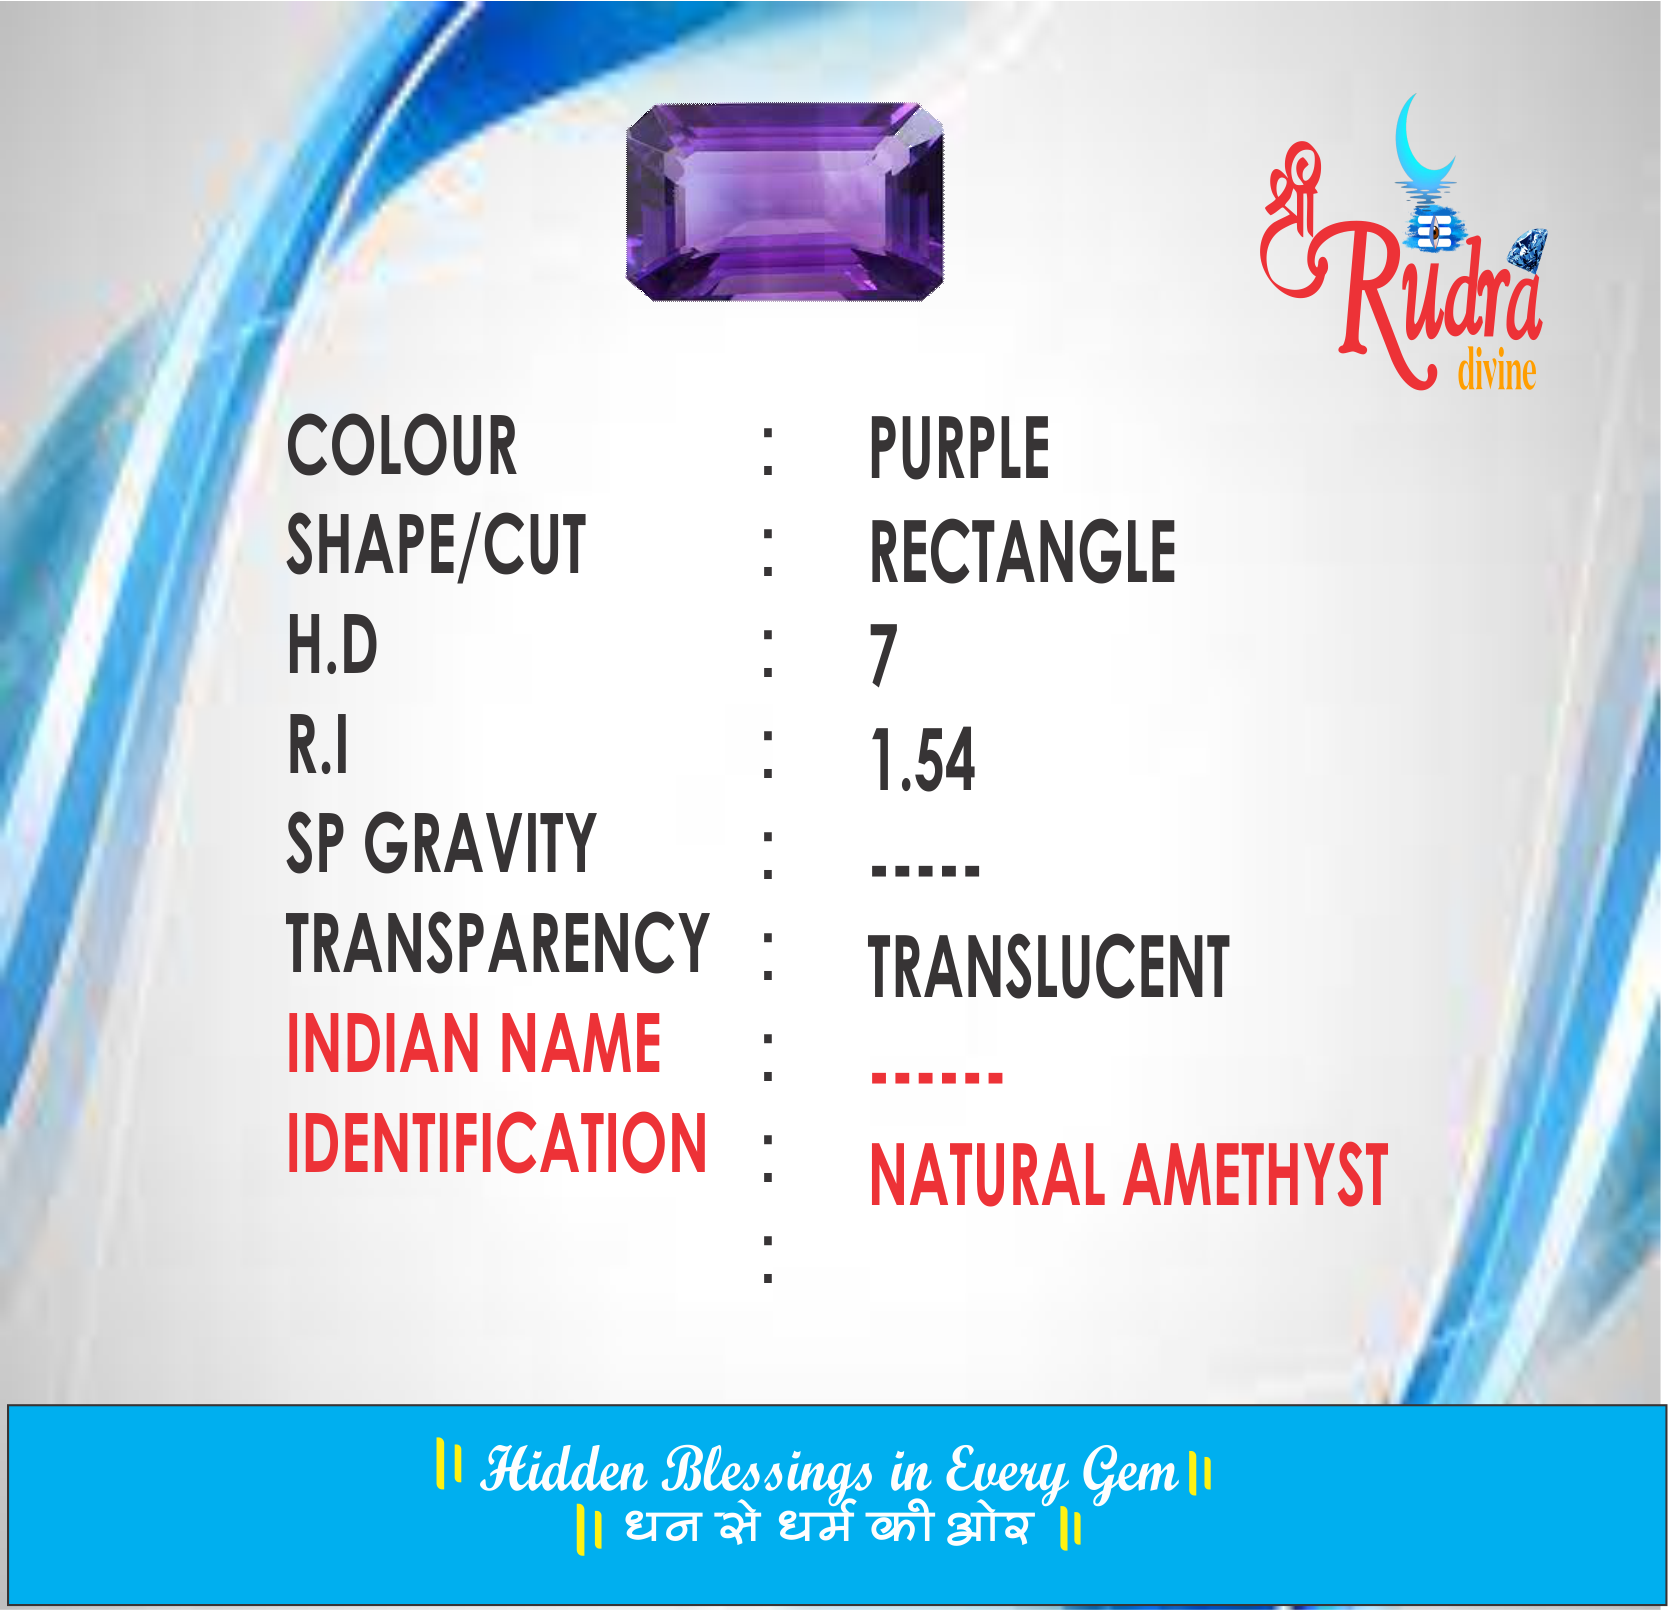 श्री Rudra
divine
COLOUR : PURPLE
SHAPE/CUT : RECTANGLE
H.D : 7
R.I : 1.54
SP GRAVITY : -----
TRANSPARENCY : TRANSLUCENT
INDIAN NAME : ------
IDENTIFICATION : NATURAL AMETHYST
:
|| Hidden Blessings in Every Gem ||
|| धन से धर्म की ओर ||